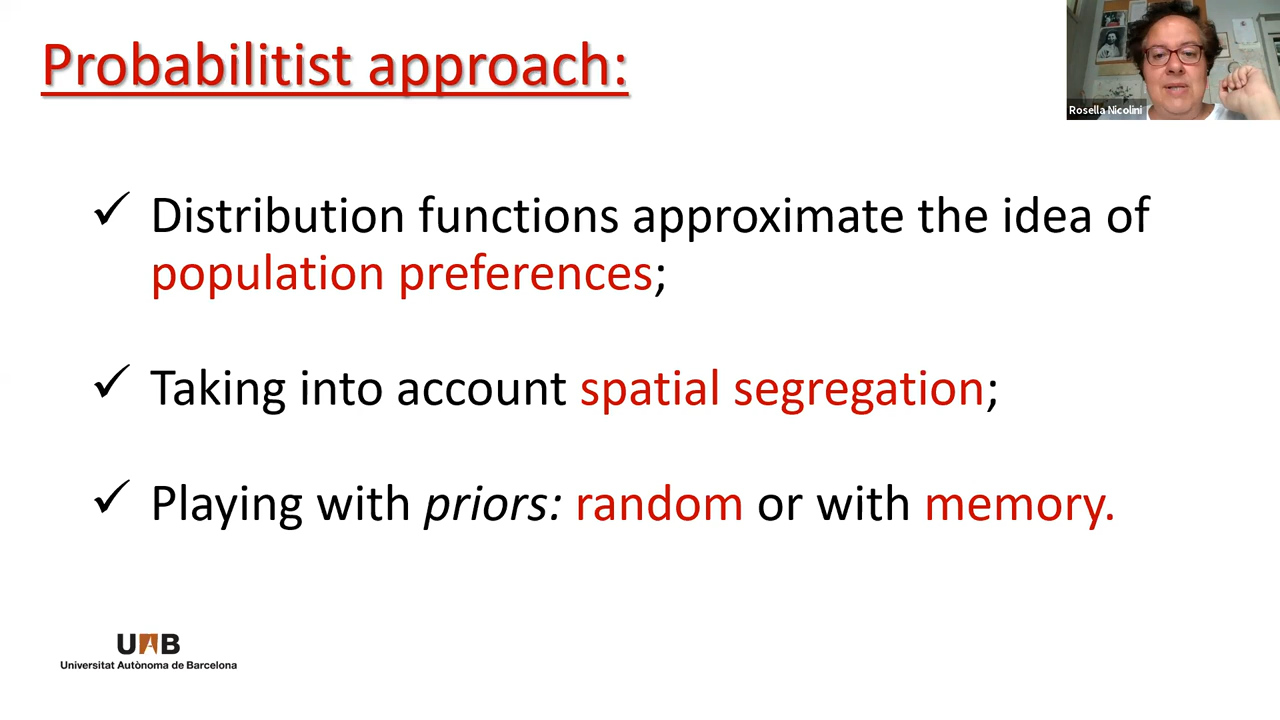 Probabilitist approach:
Rosella Nicolini
✓ Distribution functions approximate the idea of
population preferences;
✓ Taking into account spatial segregation;
✓ Playing with priors: random or with memory.
UAB
Universitat Autònoma de Barcelona